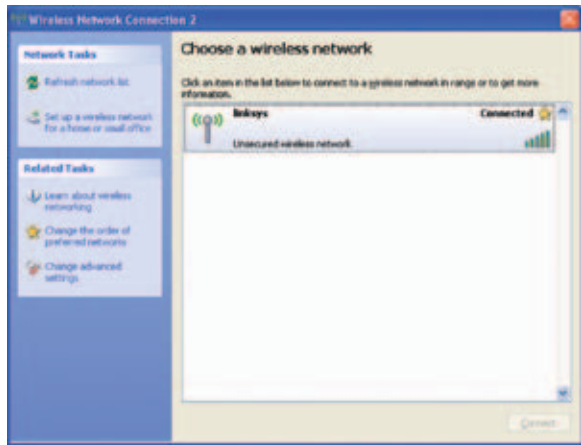 Wireless Network Connection 2
Network Tasks
Refresh network list
Set up a wireless network
for a home or small office
Related Tasks
Learn about wireless
networking
Change the order of
preferred networks
Change advanced
settings
Choose a wireless network
Click an item in the list below to connect to a wireless network in range or to get more
information.
linksys
Connected
Unsecured wireless network
Connect